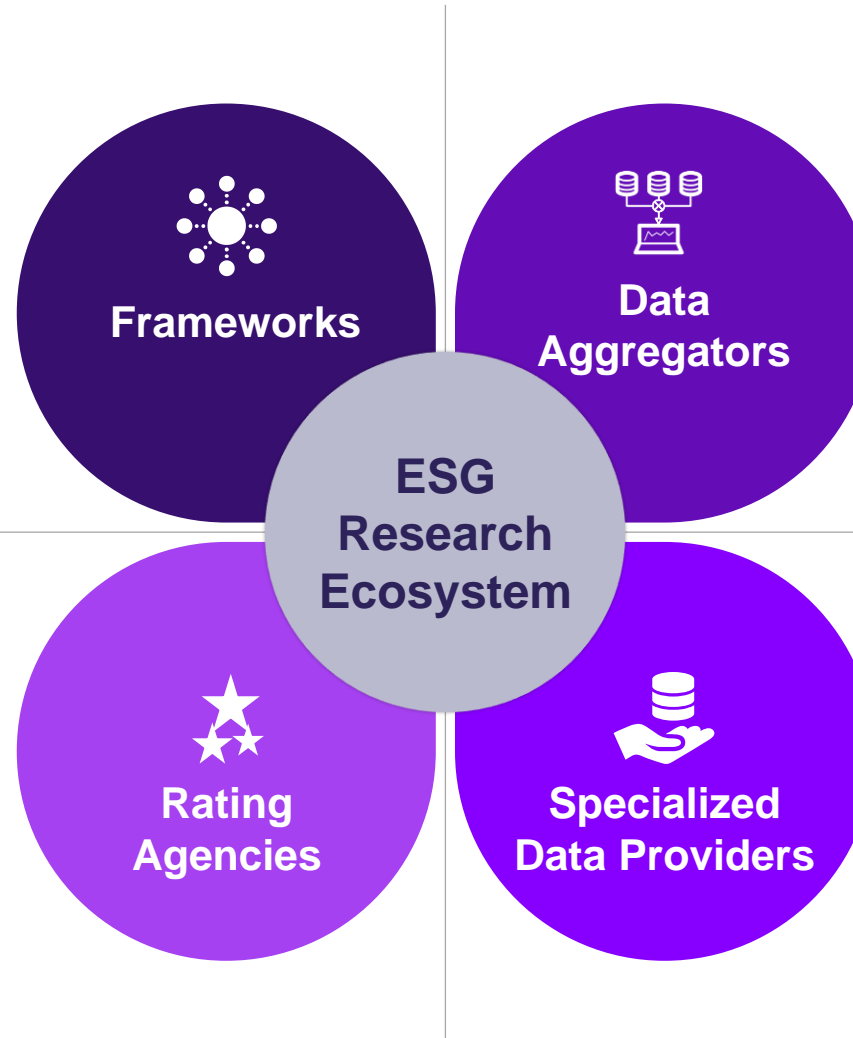 Frameworks
Data
Aggregators
ESG
Research
Ecosystem
Rating
Agencies
Specialized
Data Providers